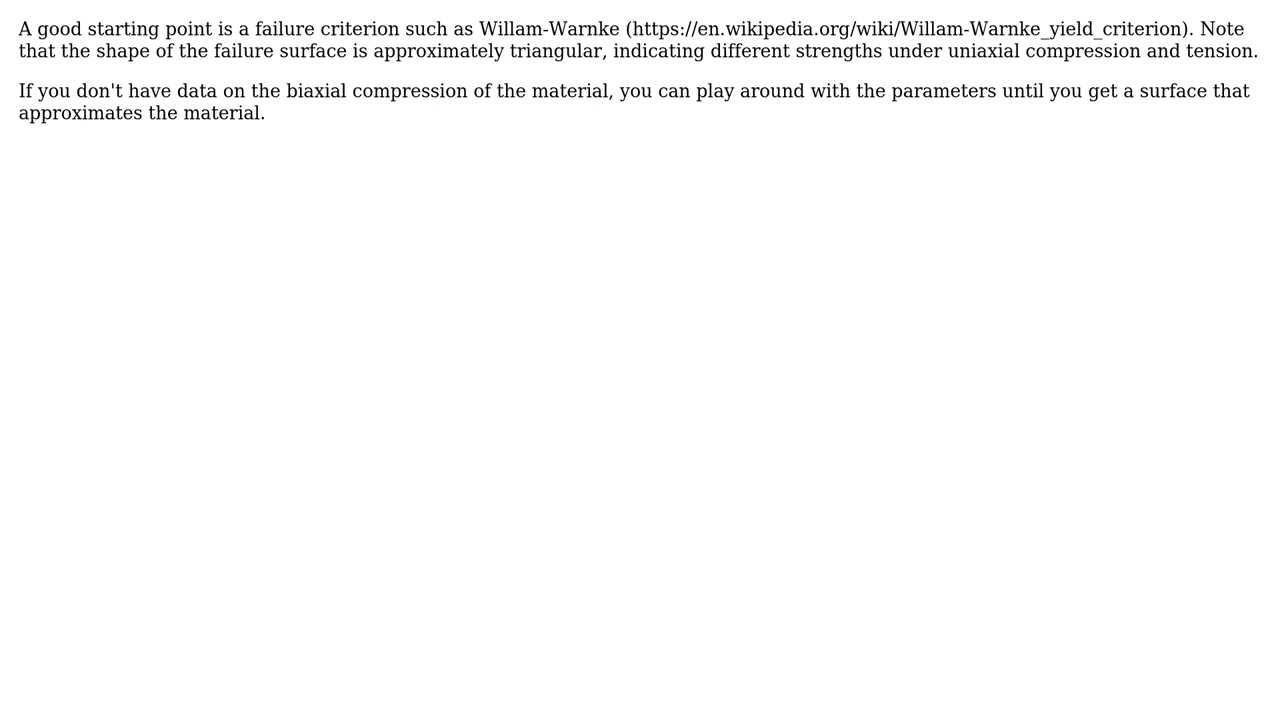 A good starting point is a failure criterion such as Willam-Warnke (https://en.wikipedia.org/wiki/Willam-Warnke_yield_criterion). Note
that the shape of the failure surface is approximately triangular, indicating different strengths under uniaxial compression and tension.
If you don't have data on the biaxial compression of the material, you can play around with the parameters until you get a surface that
approximates the material.